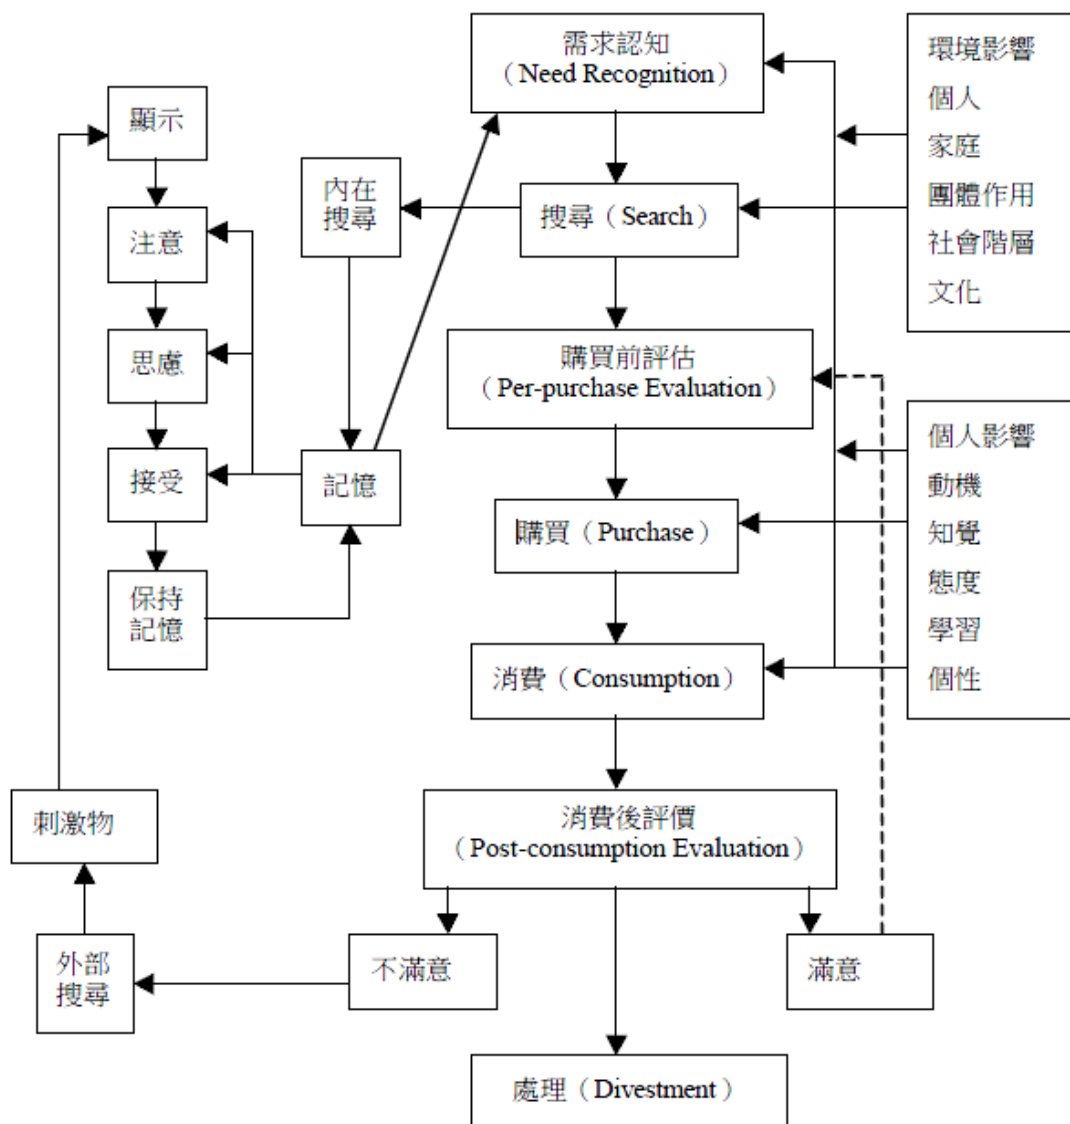 需求認知
（Need Recognition）
環境影響
個人
家庭
團體作用
社會階層
文化
顯示
內在
搜尋
搜尋（Search）
注意
思慮
購買前評估
（Per-purchase Evaluation）
接受
記憶
個人影響
動機
知覺
態度
學習
個性
購買（Purchase）
保持
記憶
消費（Consumption）
刺激物
消費後評價
（Post-consumption Evaluation）
外部
搜尋
不滿意
滿意
處理（Divestment）